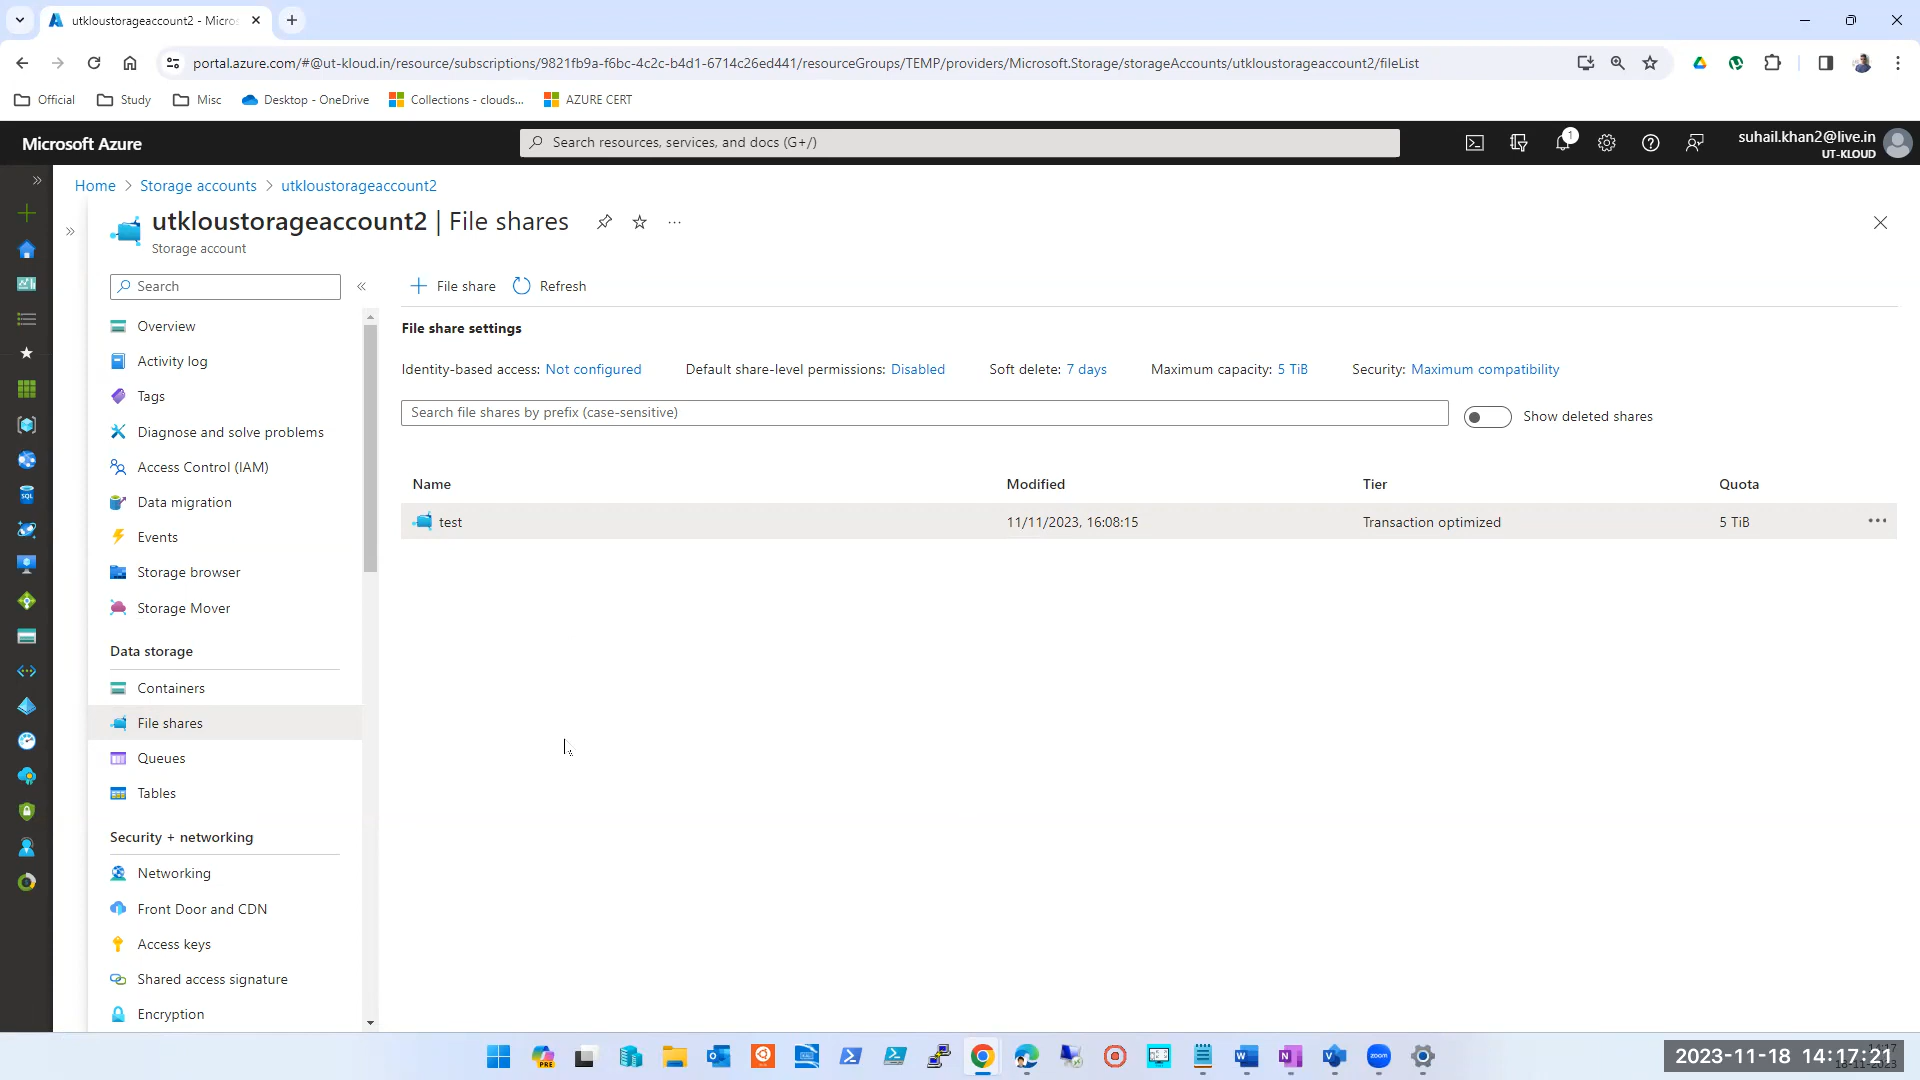 utkloustorageaccount2 - Micros
portal.azure.com/#@ut-kloud.in/resource/subscriptions/9821fb9a-f6bc-4c2c-b4d1-6714c26ed441/resourceGroups/TEMP/providers/Microsoft.Storage/storageAccounts/utkloustorageaccount2/fileList
Official
Study
Misc
Desktop - OneDrive
Collections - clouds...
AZURE CERT
Microsoft Azure
Search resources, services, and docs (G+/)
1
suhail.khan2@live.in
UT-KLOUD
Home > Storage accounts > utkloustorageaccount2
utkloustorageaccount2 | File shares
Storage account
Search
File share
Refresh
Overview
Activity log
Tags
Diagnose and solve problems
Access Control (IAM)
Data migration
Events
Storage browser
Storage Mover
Data storage
Containers
File shares
Queues
Tables
Security + networking
Networking
Front Door and CDN
Access keys
Shared access signature
Encryption
File share settings
Identity-based access: Not configured
Default share-level permissions: Disabled
Soft delete: 7 days
Maximum capacity: 5 TiB
Security: Maximum compatibility
Search file shares by prefix (case-sensitive)
Show deleted shares
Name Modified Tier Quota
test 11/11/2023, 16:08:15 Transaction optimized 5 TiB
SQL
PRE
zoom
2023-11-18 14:17:21